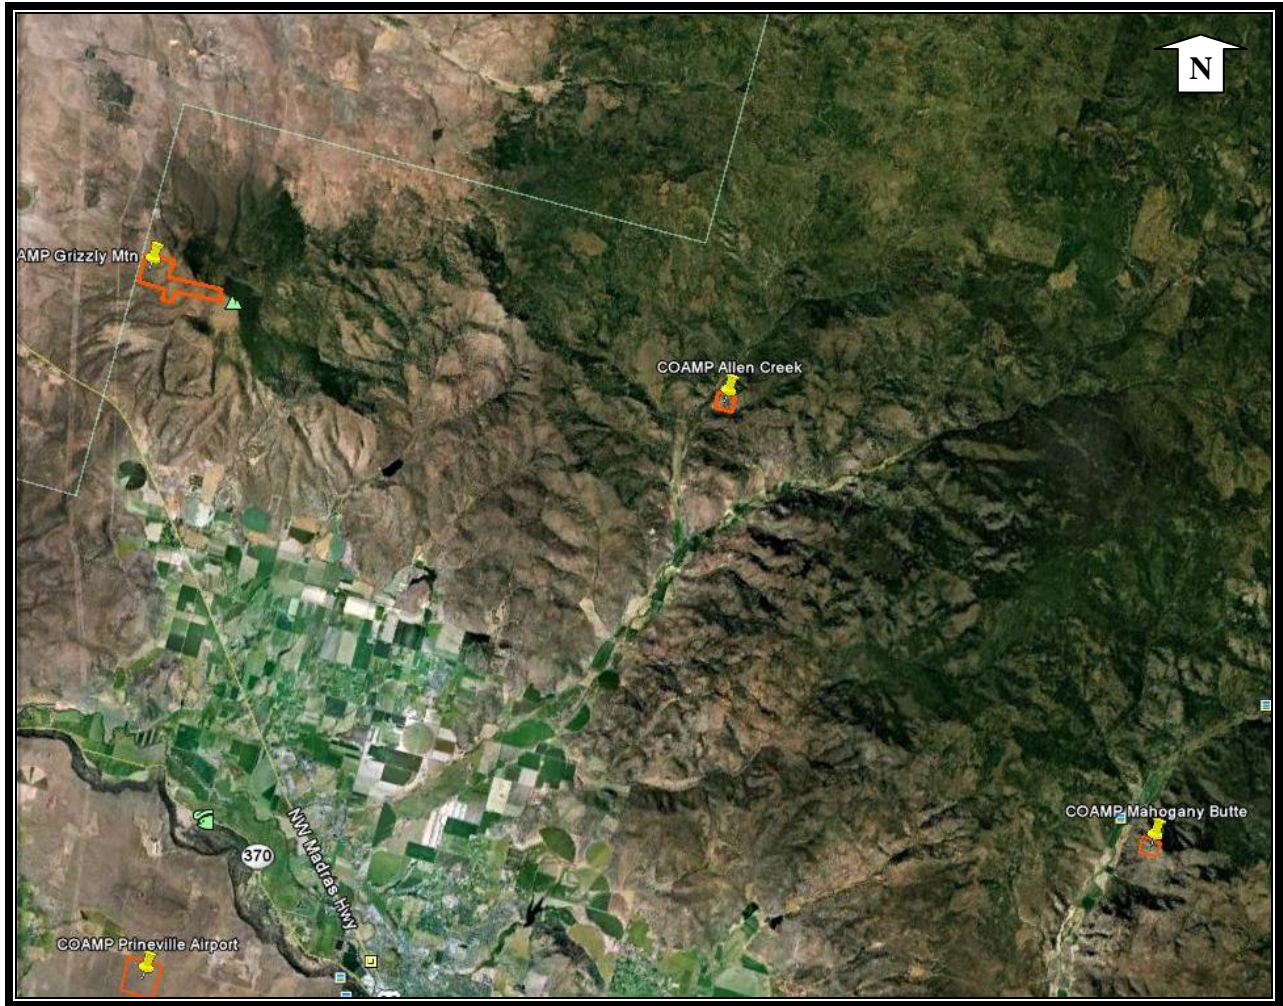 N
AMP Grizzly Mtn
COAMP Allen Creek
COAMP Mahogany Butte
NW Madras Hwy
370
COAMP Prineville Airport